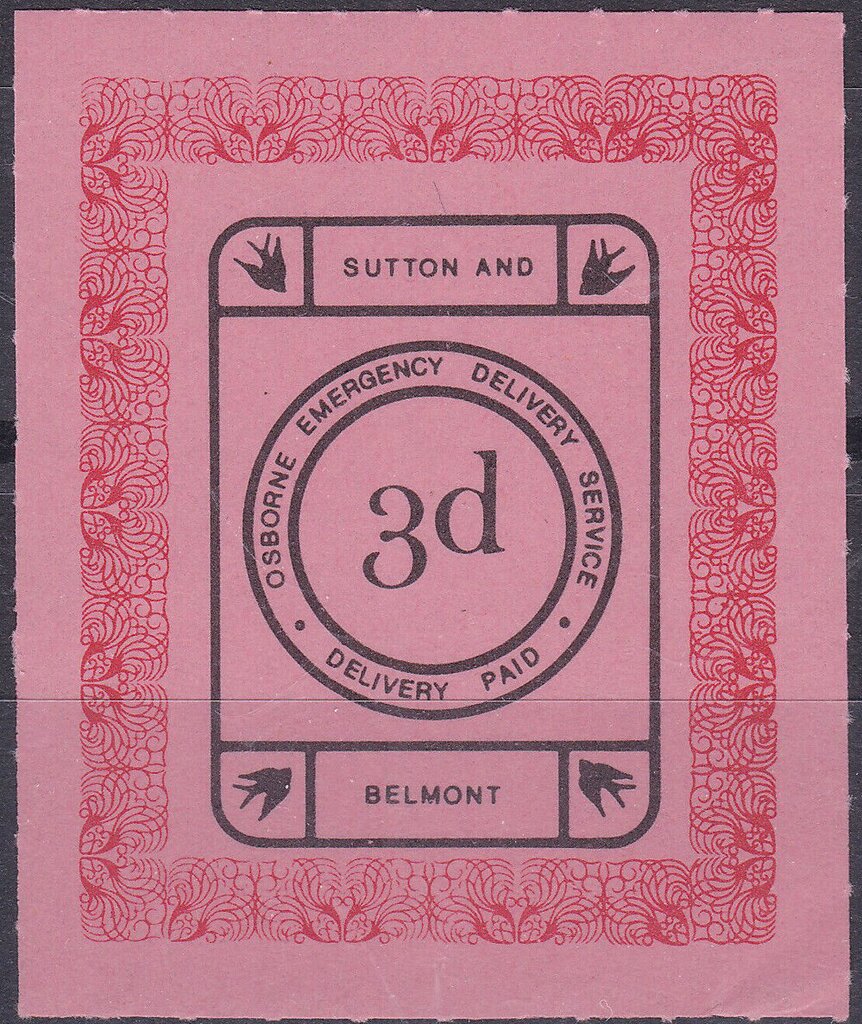 SUTTON AND
OSBORNE EMERGENCY DELIVERY SERVICE
3d
• DELIVERY PAID •
BELMONT